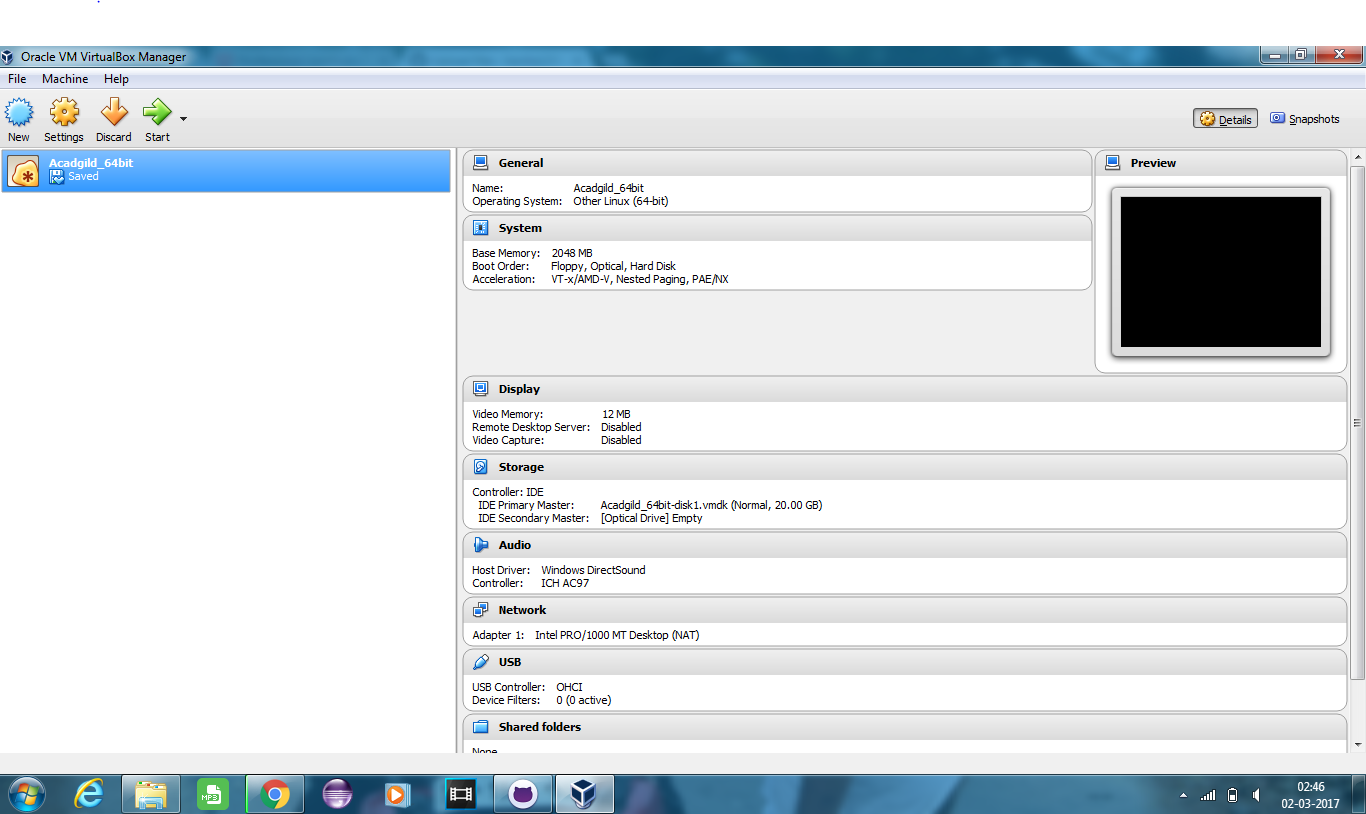 Oracle VM VirtualBox Manager
File Machine Help
New Settings Discard Start
Details Snapshots
Acadgild_64bit
Saved
General
Name: Acadgild_64bit
Operating System: Other Linux (64-bit)
System
Base Memory: 2048 MB
Boot Order: Floppy, Optical, Hard Disk
Acceleration: VT-x/AMD-V, Nested Paging, PAE/NX
Preview
Display
Video Memory: 12 MB
Remote Desktop Server: Disabled
Video Capture: Disabled
Storage
Controller: IDE
IDE Primary Master: Acadgild_64bit-disk1.vmdk (Normal, 20.00 GB)
IDE Secondary Master: [Optical Drive] Empty
Audio
Host Driver: Windows DirectSound
Controller: ICH AC97
Network
Adapter 1: Intel PRO/1000 MT Desktop (NAT)
USB
USB Controller: OHCI
Device Filters: 0 (0 active)
Shared folders
None
MP3
02:46
02-03-2017